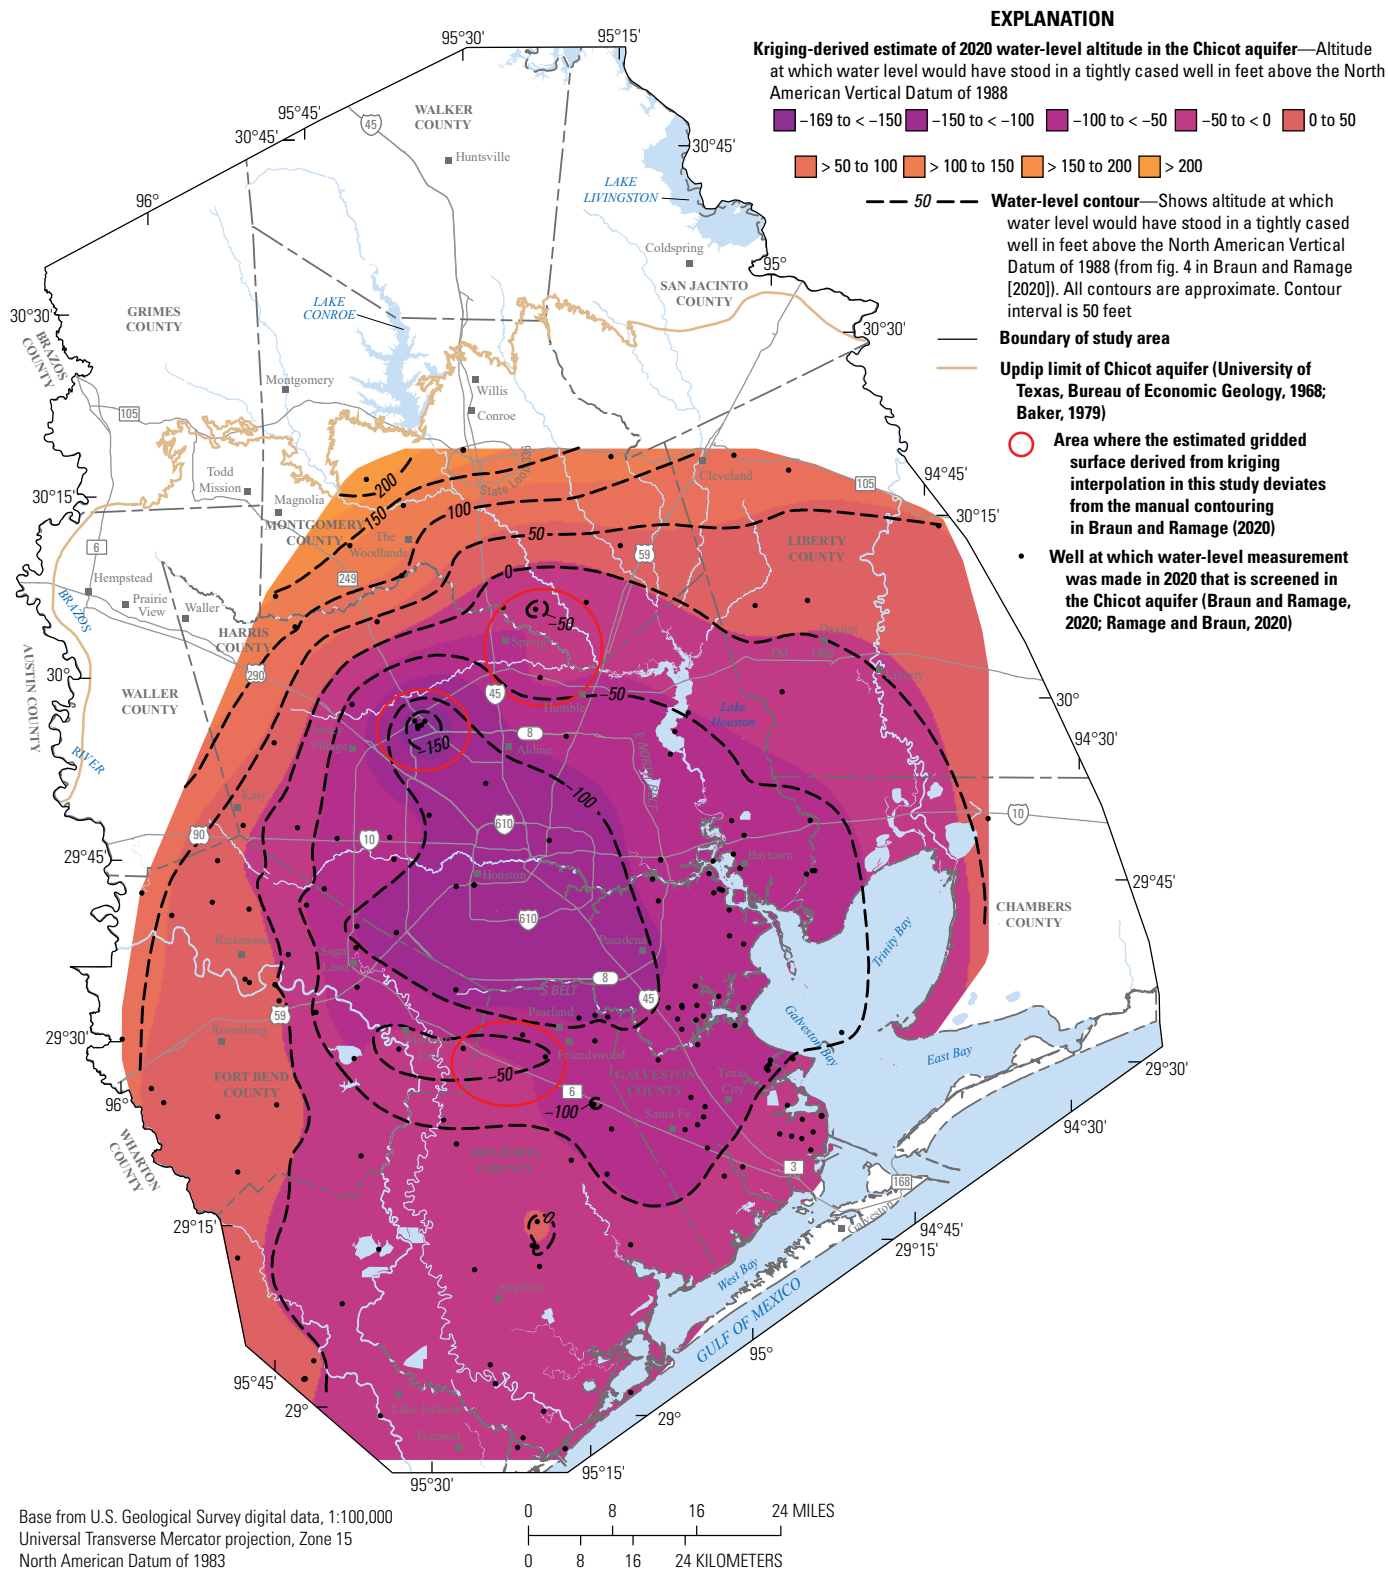 EXPLANATION
Kriging-derived estimate of 2020 water-level altitude in the Chicot aquifer—Altitude
at which water level would have stood in a tightly cased well in feet above the North
American Vertical Datum of 1988
−169 to < −150
−150 to < −100
−100 to < −50
−50 to < 0
0 to 50
> 50 to 100
> 100 to 150
> 150 to 200
> 200
50
Water-level contour—Shows altitude at which
water level would have stood in a tightly cased
well in feet above the North American Vertical
Datum of 1988 (from fig. 4 in Braun and Ramage
[2020]). All contours are approximate. Contour
interval is 50 feet
Boundary of study area
Updip limit of Chicot aquifer (University of
Texas, Bureau of Economic Geology, 1968;
Baker, 1979)
Area where the estimated gridded
surface derived from kriging
interpolation in this study deviates
from the manual contouring
in Braun and Ramage (2020)
Well at which water-level measurement
was made in 2020 that is screened in
the Chicot aquifer (Braun and Ramage,
2020; Ramage and Braun, 2020)
95°30'
95°15'
95°45'
30°45'
96°
30°45'
WALKER
COUNTY
45
Huntsville
LAKE
LIVINGSTON
Coldspring
SAN JACINTO
COUNTY
95°
30°30'
30°30'
GRIMES
COUNTY
LAKE
CONROE
BRAZOS
COUNTY
Montgomery
Willis
Conroe
105
Todd
Mission
Magnolia
30°15'
State Loop 336
Cleveland
105
94°45'
30°15'
200
150
100
50
0
MONTGOMERY
COUNTY
The
Woodlands
LIBERTY
COUNTY
59
6
249
Hempstead
Prairie
View
Waller
BRAZOS
RIVER
HARRIS
COUNTY
290
30°
AUSTIN COUNTY
WALLER
COUNTY
−50
Spring
Dayton
FM 1960
Liberty
30°
45
−50
Humble
Lake
Houston
Jersey
Village
−150
8
Aldine
E NORTH BELT
94°30'
−100
Katy
90
10
610
10
29°45'
Houston
Baytown
29°45'
610
CHAMBERS
COUNTY
Richmond
Sugar
Land
Pasadena
Trinity Bay
8
S BELT
45
59
Rosenberg
Pearland
Galveston Bay
29°30'
Friendswood
East Bay
29°30'
FORT BEND
COUNTY
−50
GALVESTON
COUNTY
Texas
City
96°
6
−100
Santa Fe
94°30'
WHARTON
COUNTY
BRAZORIA
COUNTY
3
168
0
29°15'
Galveston
94°45'
29°15'
Angleton
West Bay
GULF OF MEXICO
95°
95°45'
29°
Lake Jackson
29°
Freeport
95°30'
95°15'
Base from U.S. Geological Survey digital data, 1:100,000
Universal Transverse Mercator projection, Zone 15
North American Datum of 1983
0 8 16 24 MILES
0 8 16 24 KILOMETERS